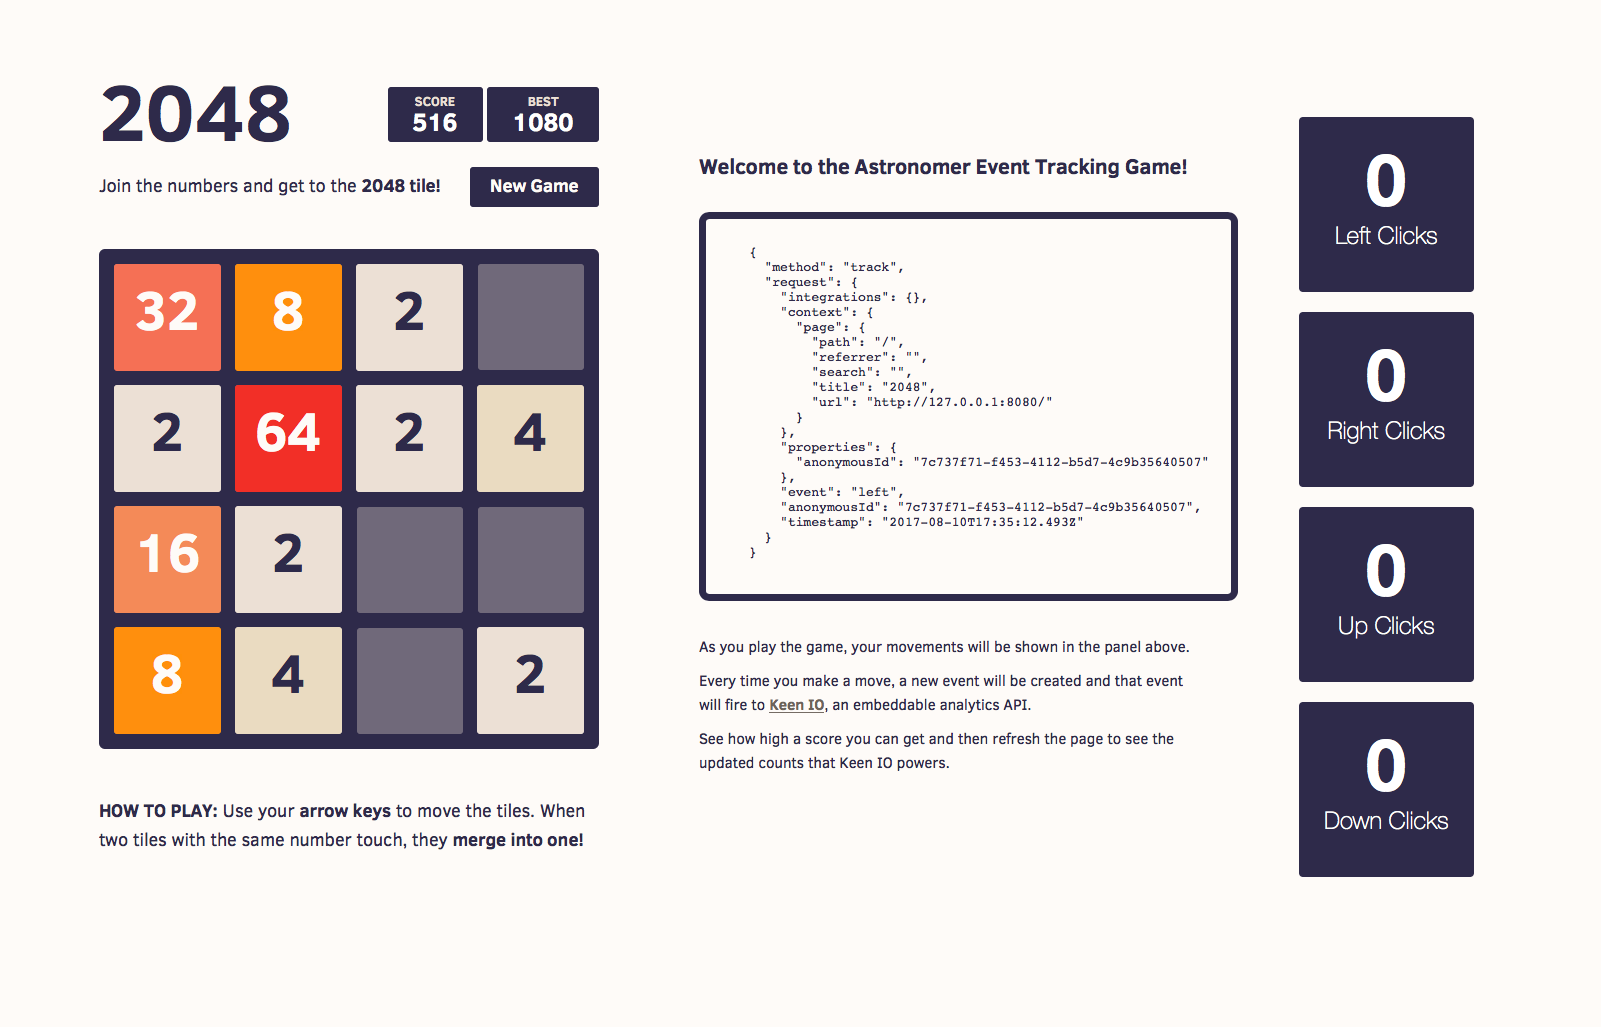 2048
SCORE
516
BEST
1080
Join the numbers and get to the 2048 tile!
New Game
32 8 2
2 64 2 4
16 2
8 4 2
HOW TO PLAY: Use your arrow keys to move the tiles. When
two tiles with the same number touch, they merge into one!
Welcome to the Astronomer Event Tracking Game!
{
  "method": "track",
  "request": {
    "integrations": {},
    "context": {
      "page": {
        "path": "/",
        "referrer": "",
        "search": "",
        "title": "2048",
        "url": "http://127.0.0.1:8080/"
      }
    },
    "properties": {
      "anonymousId": "7c737f71-f453-4112-b5d7-4c9b35640507"
    },
    "event": "left",
    "anonymousId": "7c737f71-f453-4112-b5d7-4c9b35640507",
    "timestamp": "2017-08-10T17:35:12.493Z"
  }
}
As you play the game, your movements will be shown in the panel above.
Every time you make a move, a new event will be created and that event
will fire to Keen IO, an embeddable analytics API.
See how high a score you can get and then refresh the page to see the
updated counts that Keen IO powers.
0
Left Clicks
0
Right Clicks
0
Up Clicks
0
Down Clicks